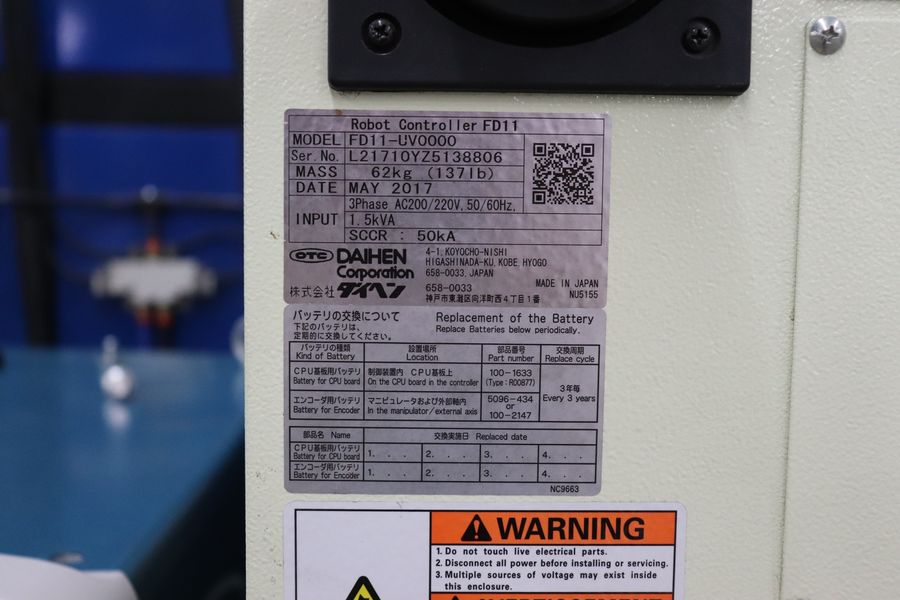 Robot Controller FD11
MODEL FD11-UV0000
Ser. No. L21710YZ5138806
MASS 62kg (137lb)
DATE MAY 2017
INPUT 3Phase AC200/220V, 50/60Hz,
1.5kVA
SCCR : 50kA
OTC DAIHEN Corporation
4-1, KOYOCHO-NISHI
HIGASHINADA-KU, KOBE, HYOGO
658-0033, JAPAN
MADE IN JAPAN
株式会社 ダイヘン
658-0033
神戸市東灘区向洋町西4丁目1番
NU5155
バッテリの交換について Replacement of the Battery
下記のバッテリは、
定期的に交換してください。
Replace Batteries below periodically.
バッテリの種類 設置場所 部品番号 交換周期
Kind of Battery Location Part number Replace cycle
CPU基板用バッテリ 制御装置内 CPU基板上 100-1633
Battery for CPU board On the CPU board in the controller (Type: R00877)
3年毎
Every 3 years
エンコーダ用バッテリ マニピュレータおよび外部軸内 5096-434
Battery for Encoder In the manipulator/external axis or
100-2147
部品名 Name 交換実施日 Replaced date
CPU基板用バッテリ
Battery for CPU board 1. . . 2. . . 3. . . 4. . .
エンコーダ用バッテリ
Battery for Encoder 1. . . 2. . . 3. . . 4. . .
NC9663
WARNING
1. Do not touch live electrical parts.
2. Disconnect all power before installing or servicing.
3. Multiple sources of voltage may exist inside
this enclosure.